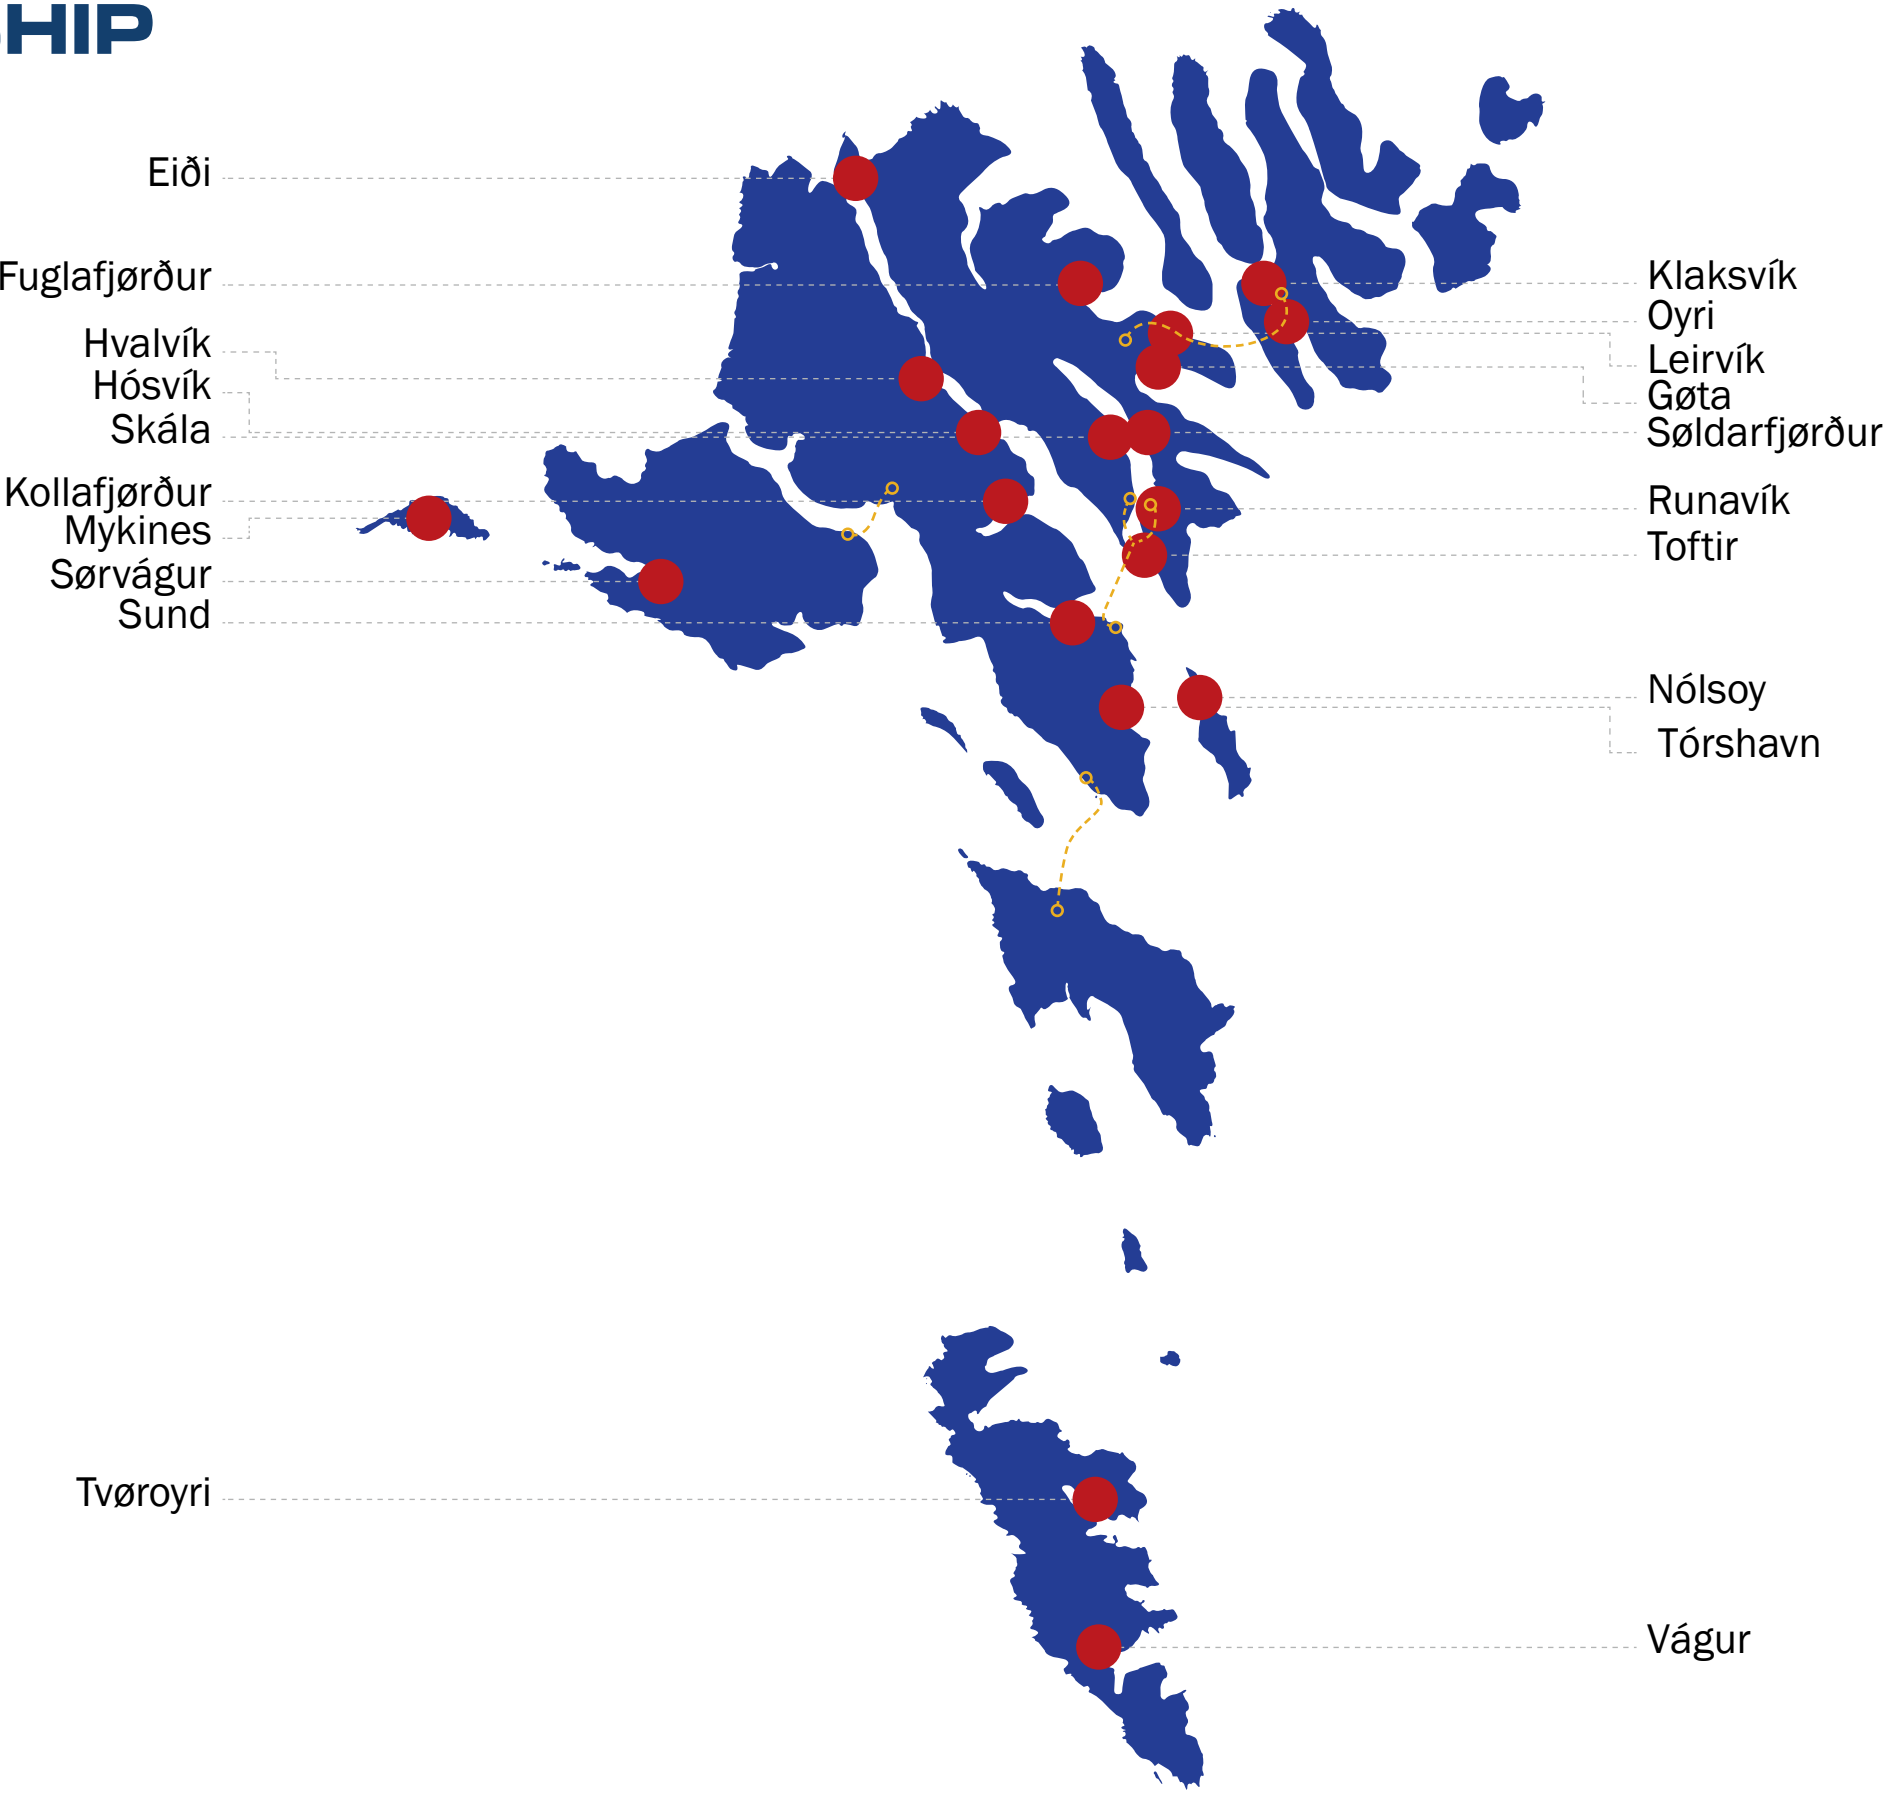 SHIP
Eiði
Fuglafjørður
Hvalvík
Hósvík
Skála
Kollafjørður
Mykines
Sørvágur
Sund
Klaksvík
Oyri
Leirvík
Gøta
Søldarfjørður
Runavík
Toftir
Nólsoy
Tórshavn
Tvøroyri
Vágur